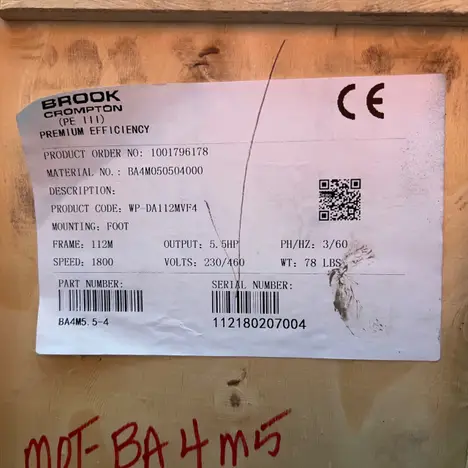 BROOK
CROMPTON
(PE III)
PREMIUM EFFICIENCY
CE
PRODUCT ORDER NO: 1001796178
MATERIAL NO.: BA4M050504000
DESCRIPTION:
PRODUCT CODE: WP-DA112MVF4
MOUNTING: FOOT
FRAME: 112M OUTPUT: 5.5HP PH/HZ: 3/60
SPEED: 1800 VOLTS: 230/460 WT: 78 LBS
PART NUMBER: SERIAL NUMBER:
BA4M5.5-4 112180207004
MOT-BA4M5